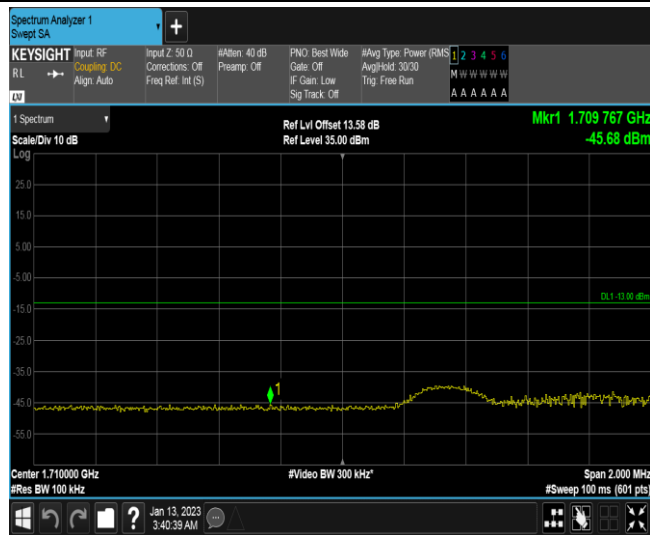 Spectrum Analyzer 1
Swept SA
+
KEYSIGHT
RL
LXI
Input: RF
Coupling: DC
Align: Auto
Input Z: 50 Ω
Corrections: Off
Freq Ref: Int (S)
#Atten: 40 dB
Preamp: Off
PNO: Best Wide
Gate: Off
IF Gain: Low
Sig Track: Off
#Avg Type: Power (RMS
Avg|Hold: 30/30
Trig: Free Run
1 2 3 4 5 6
M W W W W W
A A A A A A
1 Spectrum
Scale/Div 10 dB
Log
Ref Lvl Offset 13.58 dB
Ref Level 35.00 dBm
Mkr1 1.709 767 GHz
-45.68 dBm
25.0
15.0
5.00
-5.00
DL1 -13.00 dBm
-15.0
-25.0
-35.0
1
-45.0
-55.0
Center 1.710000 GHz
#Video BW 300 kHz*
Span 2.000 MHz
#Res BW 100 kHz
#Sweep 100 ms (601 pts)
?
Jan 13, 2023
3:40:39 AM